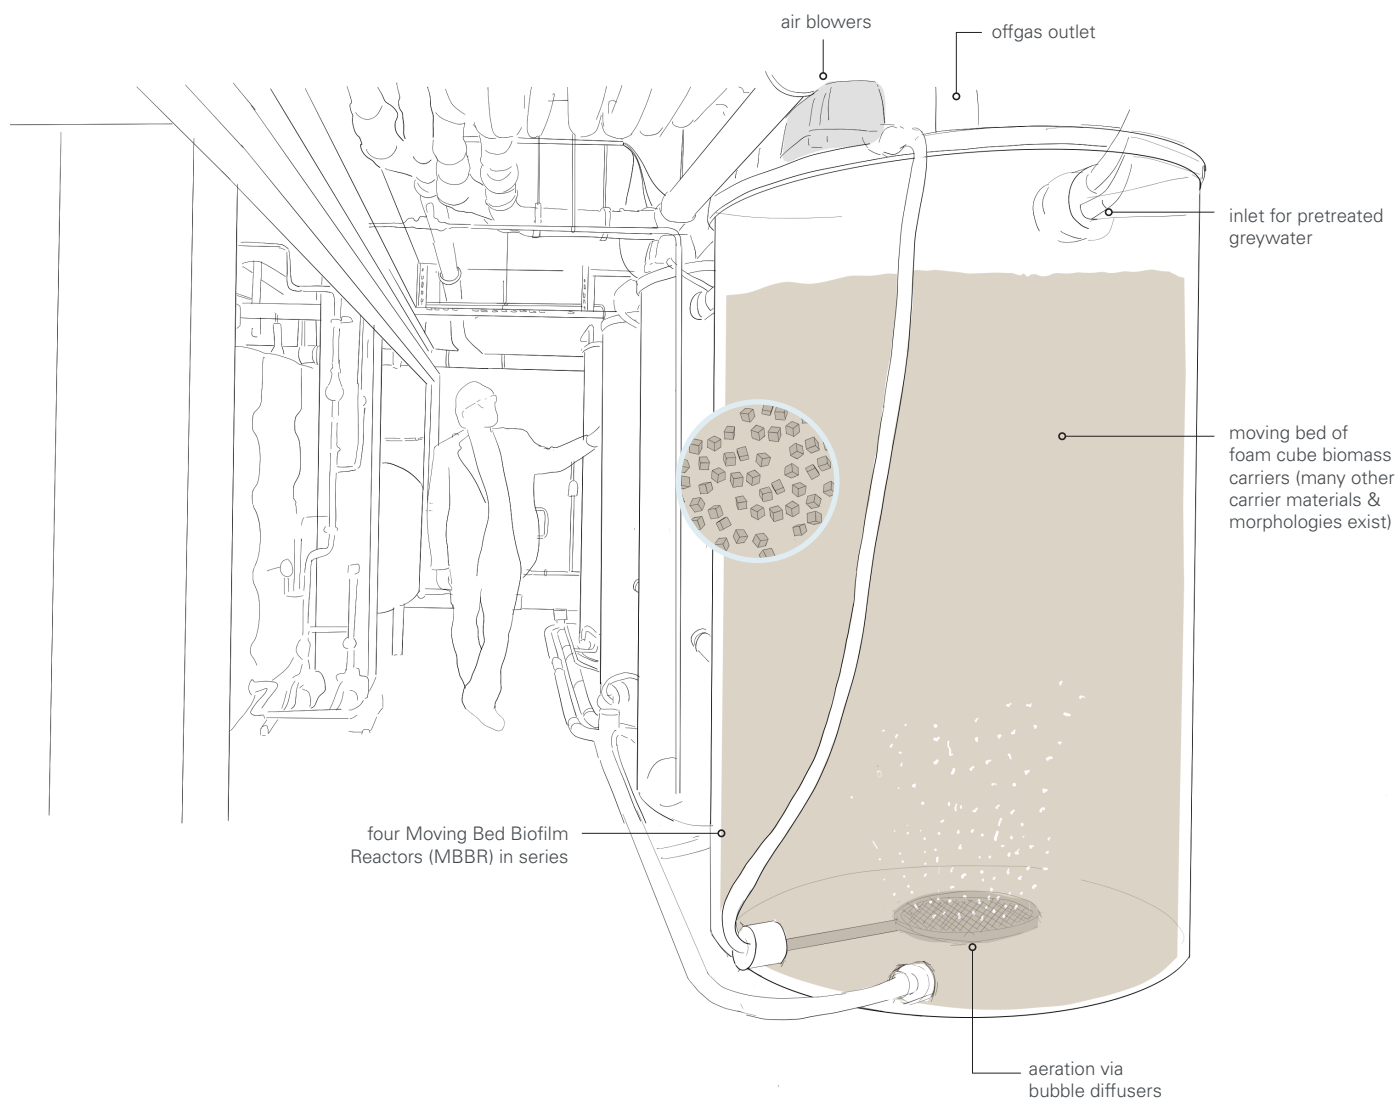 air blowers
offgas outlet
inlet for pretreated
greywater
moving bed of
foam cube biomass
carriers (many other
carrier materials &
morphologies exist)
four Moving Bed Biofilm
Reactors (MBBR) in series
aeration via
bubble diffusers